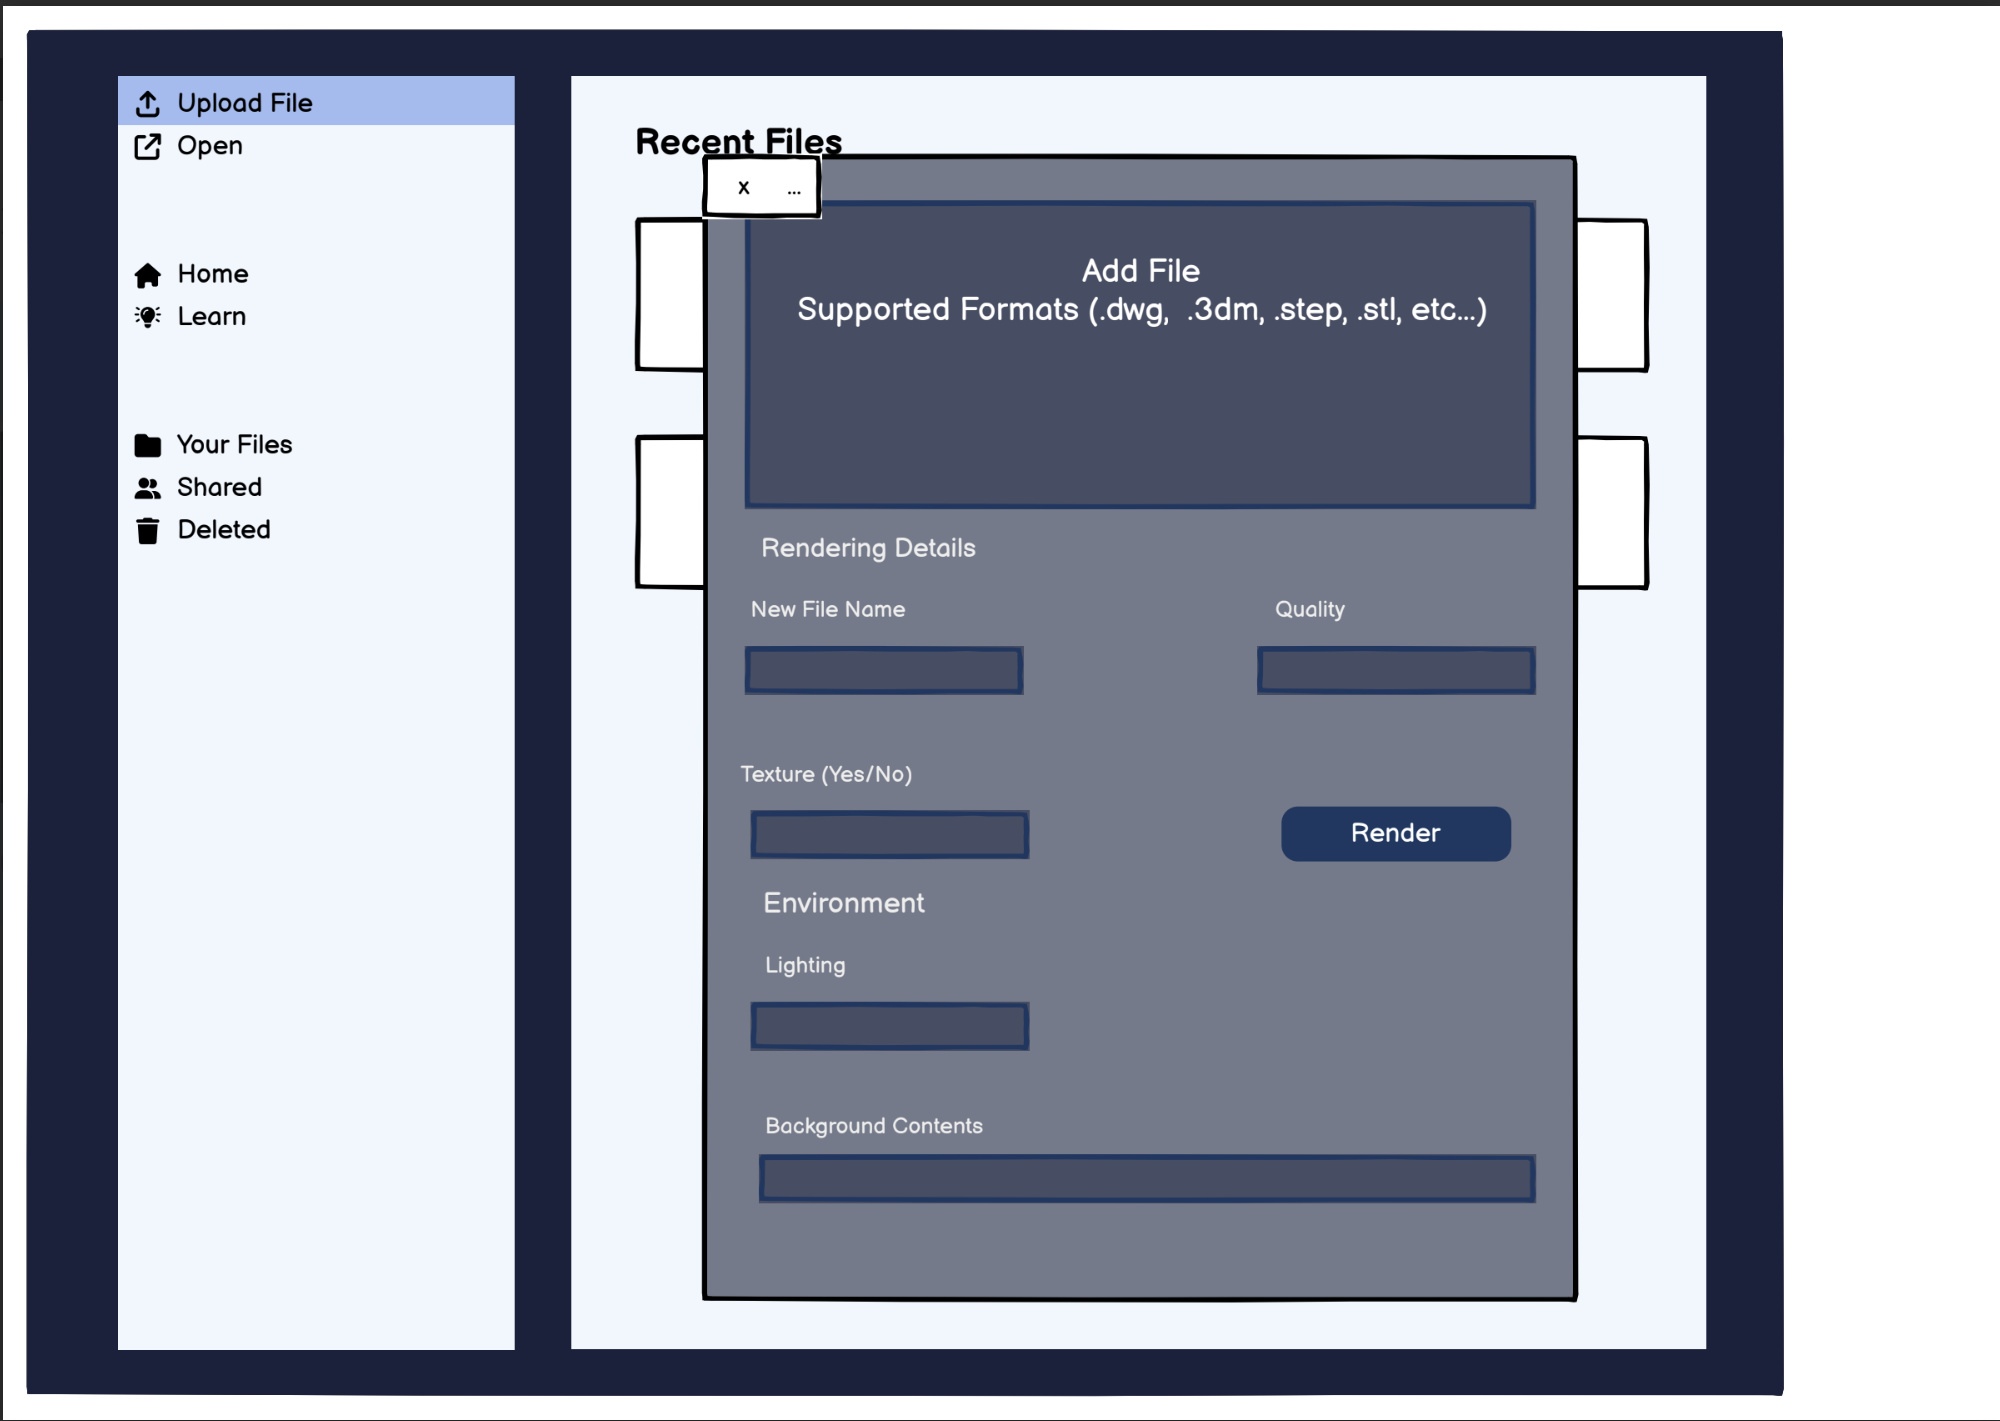 Upload File
Open
Home
Learn
Your Files
Shared
Deleted
Recent Files
x ...
Add File
Supported Formats (.dwg, .3dm, .step, .stl, etc...)
Rendering Details
New File Name
Quality
Texture (Yes/No)
Render
Environment
Lighting
Background Contents